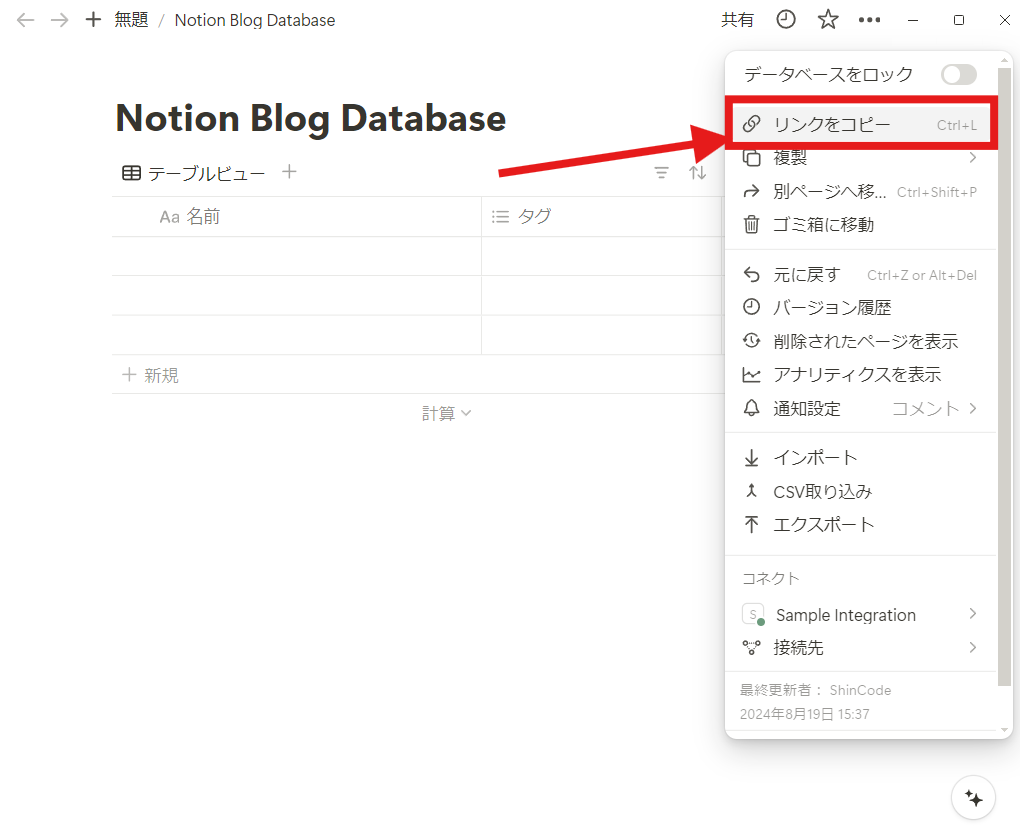 無題 / Notion Blog Database
共有
Notion Blog Database
テーブルビュー
Aa 名前
タグ
+ 新規
計算
データベースをロック
リンクをコピー Ctrl+L
複製
別ページへ移... Ctrl+Shift+P
ゴミ箱に移動
元に戻す Ctrl+Z or Alt+Del
バージョン履歴
削除されたページを表示
アナリティクスを表示
通知設定 コメント
インポート
CSV取り込み
エクスポート
コネクト
S Sample Integration
接続先
最終更新者： ShinCode
2024年8月19日 15:37